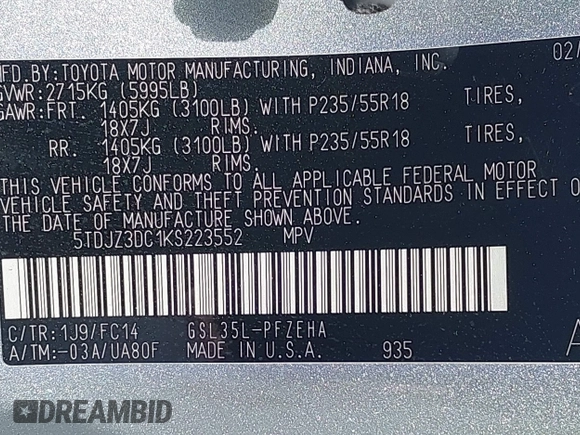 MFD. BY: TOYOTA MOTOR MANUFACTURING, INDIANA, INC. 02/
GVWR: 2715KG (5995LB)
GAWR: FRT. 1405KG (3100LB) WITH P235/55R18 TIRES,
18X7J RIMS.
RR. 1405KG (3100LB) WITH P235/55R18 TIRES,
18X7J RIMS.
THIS VEHICLE CONFORMS TO ALL APPLICABLE FEDERAL MOTOR
VEHICLE SAFETY AND THEFT PREVENTION STANDARDS IN EFFECT O
THE DATE OF MANUFACTURE SHOWN ABOVE.
5TDJZ3DC1KS223552 MPV
C/TR: 1J9/FC14 GSL35L-PFZEHA
A/TM: -03A/UA80F MADE IN U.S.A. 935 A
DREAMBID